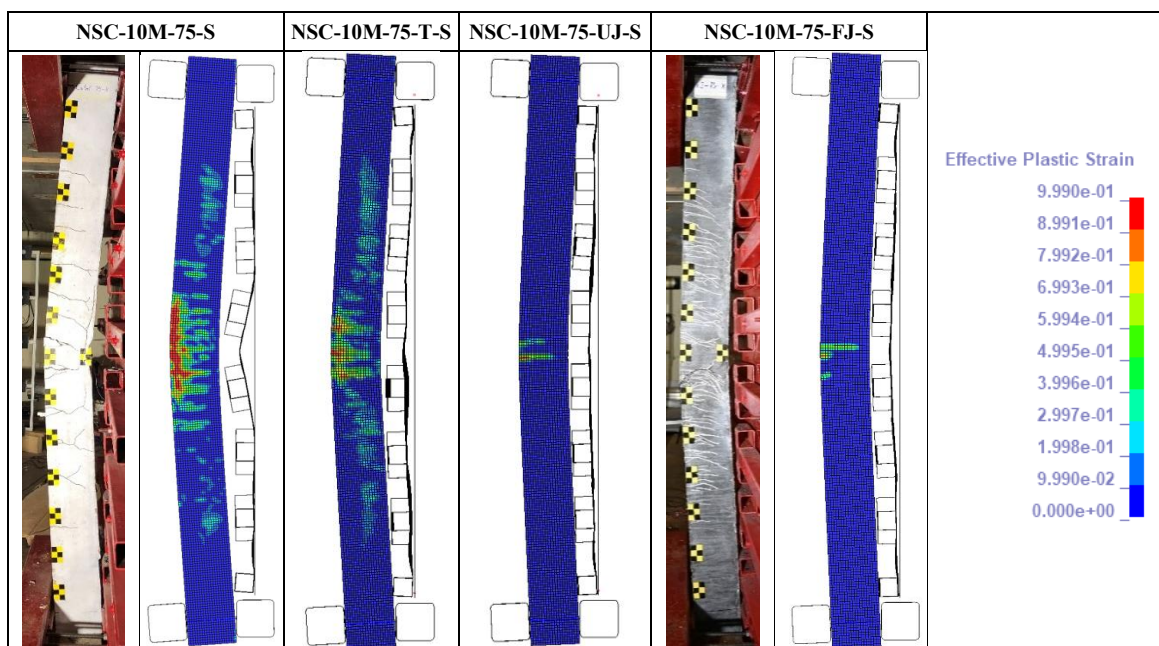 NSC-10M-75-S
NSC-10M-75-T-S
NSC-10M-75-UJ-S
NSC-10M-75-FJ-S
Effective Plastic Strain
9.990e-01
8.991e-01
7.992e-01
6.993e-01
5.994e-01
4.995e-01
3.996e-01
2.997e-01
1.998e-01
9.990e-02
0.000e+00